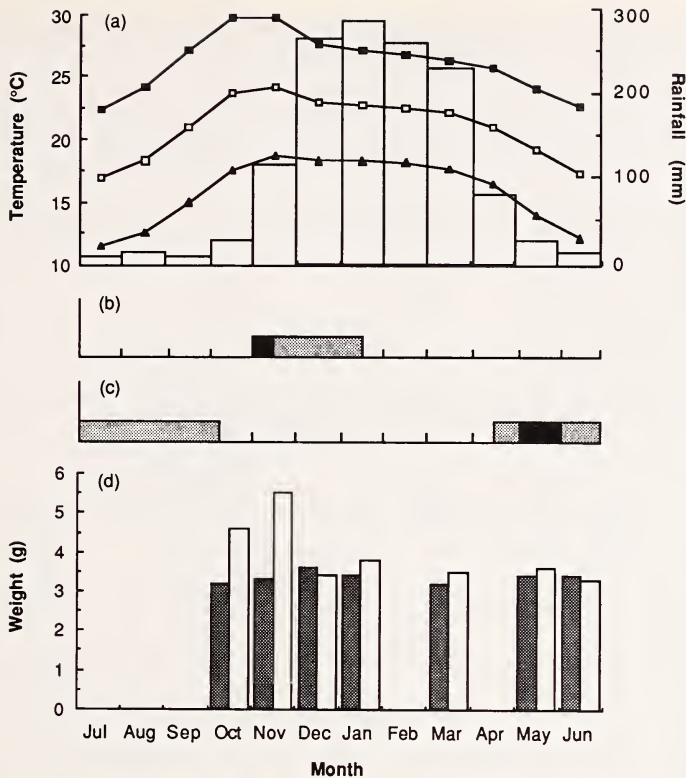 (a)
30
25
20
15
10
Temperature (°C)
300
200
100
0
Rainfall (mm)
(b)
(c)
(d)
6
5
4
3
2
1
0
Weight (g)
Jul Aug Sep Oct Nov Dec Jan Feb Mar Apr May Jun
Month